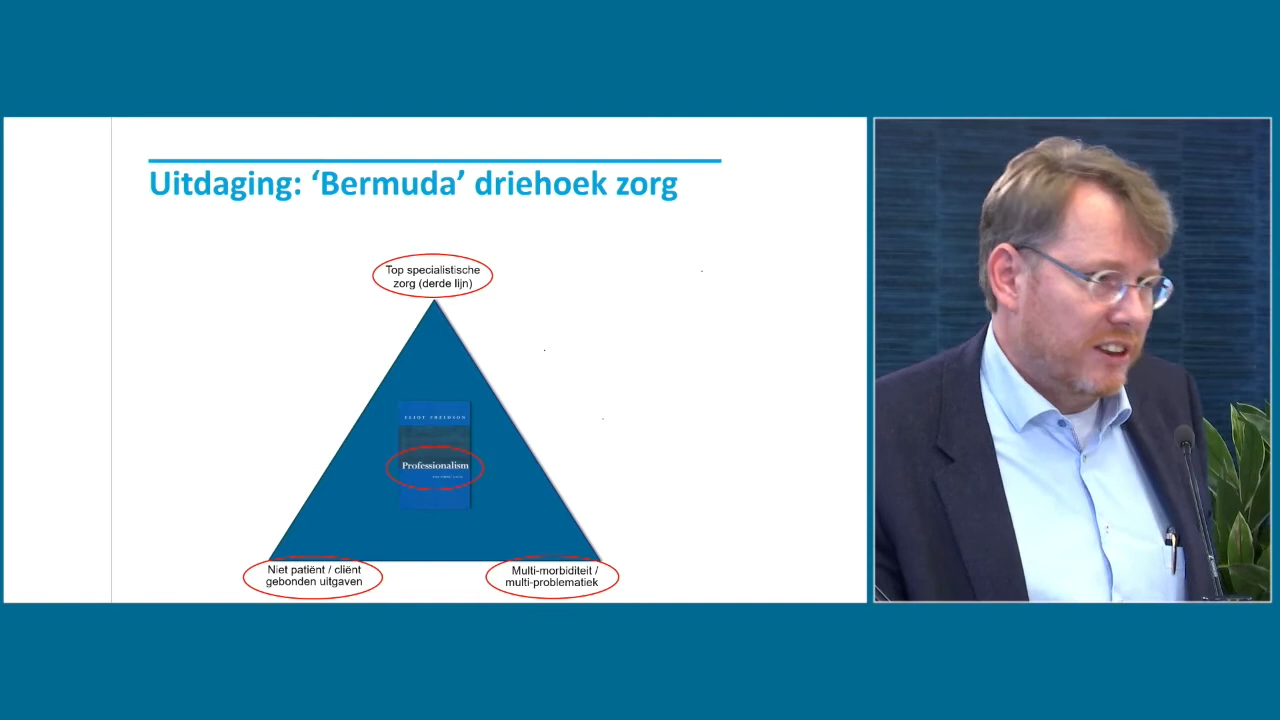 Uitdaging: ‘Bermuda’ driehoek zorg
Top specialistische
zorg (derde lijn)
ELIOT FREIDSON
Professionalism
Niet patiënt / cliënt
gebonden uitgaven
Multi-morbiditeit /
multi-problematiek